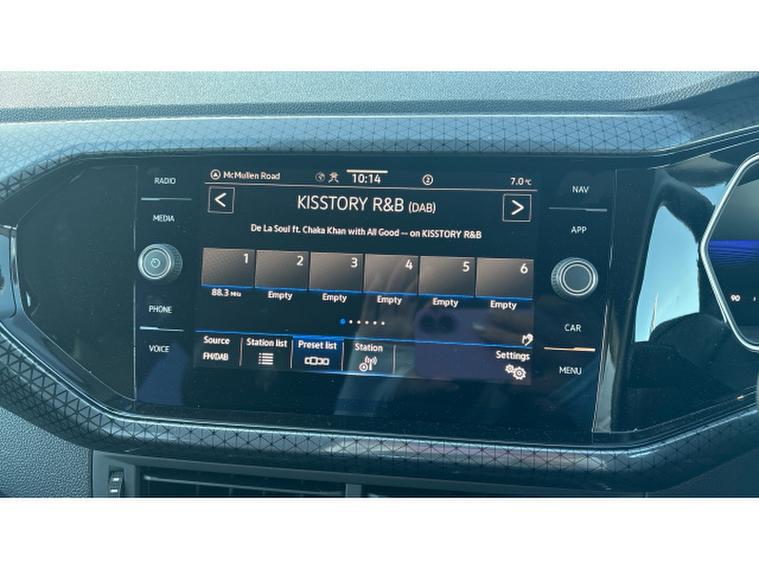 RADIO
MEDIA
PHONE
VOICE
McMullen Road 10:14 2 7.0 °C
KISSTORY R&B (DAB)
De La Soul ft. Chaka Khan with All Good -- on KISSTORY R&B
1 2 3 4 5 6
88.3 MHz Empty Empty Empty Empty Empty
Source Station list Preset list Station Settings
FM/DAB
NAV
APP
CAR
MENU
90